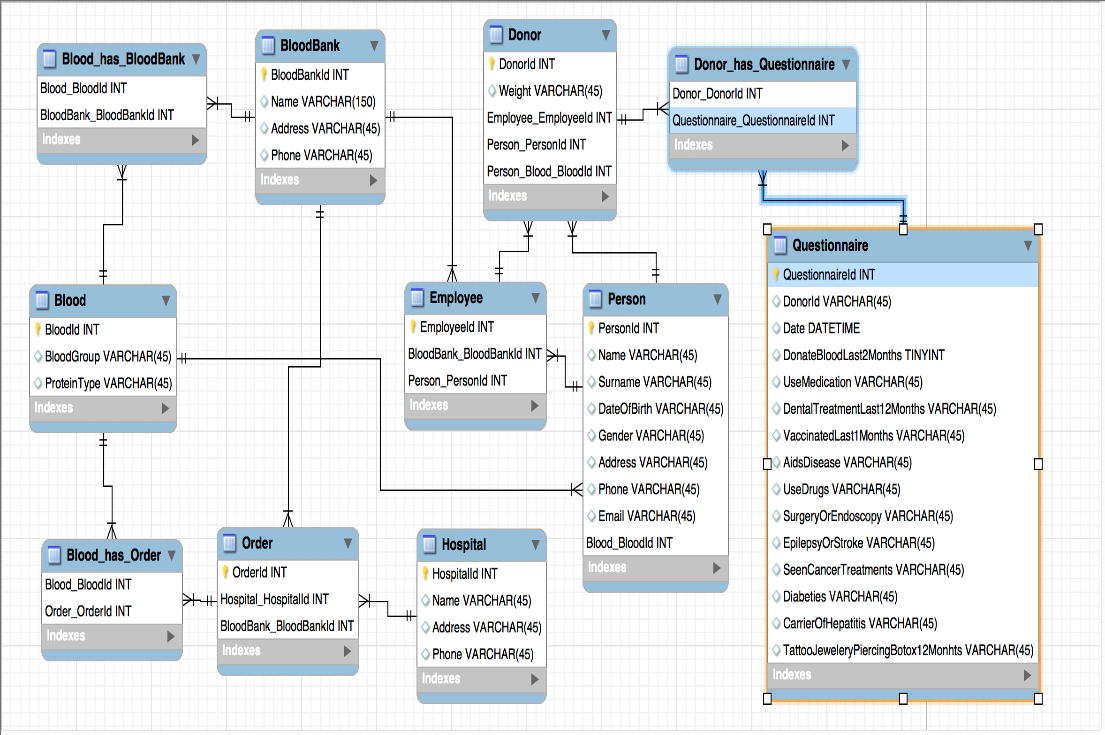 Blood_has_BloodBank
Blood_BloodId INT
BloodBank_BloodBankId INT
Indexes
BloodBank
BloodBankId INT
Name VARCHAR(150)
Address VARCHAR(45)
Phone VARCHAR(45)
Indexes
Donor
DonorId INT
Weight VARCHAR(45)
Employee_EmployeeId INT
Person_PersonId INT
Person_Blood_BloodId INT
Indexes
Donor_has_Questionnaire
Donor_DonorId INT
Questionnaire_QuestionnaireId INT
Indexes
Blood
BloodId INT
BloodGroup VARCHAR(45)
ProteinType VARCHAR(45)
Indexes
Employee
EmployeeId INT
BloodBank_BloodBankId INT
Person_PersonId INT
Indexes
Person
PersonId INT
Name VARCHAR(45)
Surname VARCHAR(45)
DateOfBirth VARCHAR(45)
Gender VARCHAR(45)
Address VARCHAR(45)
Phone VARCHAR(45)
Email VARCHAR(45)
Blood_BloodId INT
Indexes
Questionnaire
QuestionnaireId INT
DonorId VARCHAR(45)
Date DATETIME
DonateBloodLast2Months TINYINT
UseMedication VARCHAR(45)
DentalTreatmentLast12Months VARCHAR(45)
VaccinatedLast1Months VARCHAR(45)
AidsDisease VARCHAR(45)
UseDrugs VARCHAR(45)
SurgeryOrEndoscopy VARCHAR(45)
EpilepsyOrStroke VARCHAR(45)
SeenCancerTreatments VARCHAR(45)
Diabeties VARCHAR(45)
CarrierOfHepatitis VARCHAR(45)
TattooJeweleryPiercingBotox12Monhts VARCHAR(45)
Indexes
Blood_has_Order
Blood_BloodId INT
Order_OrderId INT
Indexes
Order
OrderId INT
Hospital_HospitalId INT
BloodBank_BloodBankId INT
Indexes
Hospital
HospitalId INT
Name VARCHAR(45)
Address VARCHAR(45)
Phone VARCHAR(45)
Indexes